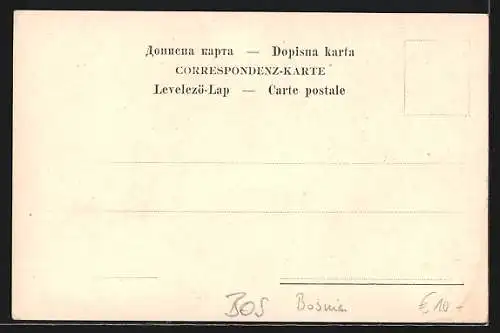 Дописна карта — Dopisna karta
CORRESPONDENZ-KARTE
Levelező-Lap — Carte postale
BOS Bosnia €10-